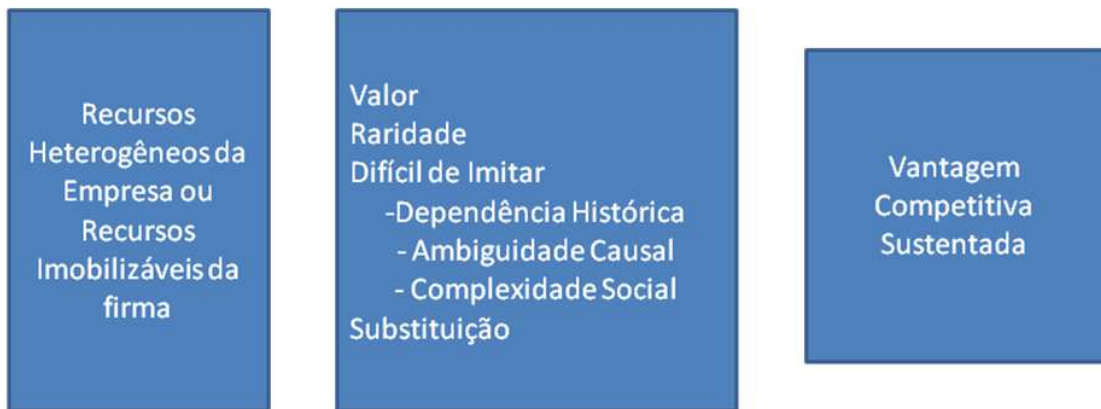 Recursos
Heterogêneos da
Empresa ou
Recursos
Imobilizáveis da
firma
Valor
Raridade
Difícil de Imitar
-Dependência Histórica
- Ambiguidade Causal
- Complexidade Social
Substituição
Vantagem
Competitiva
Sustentada